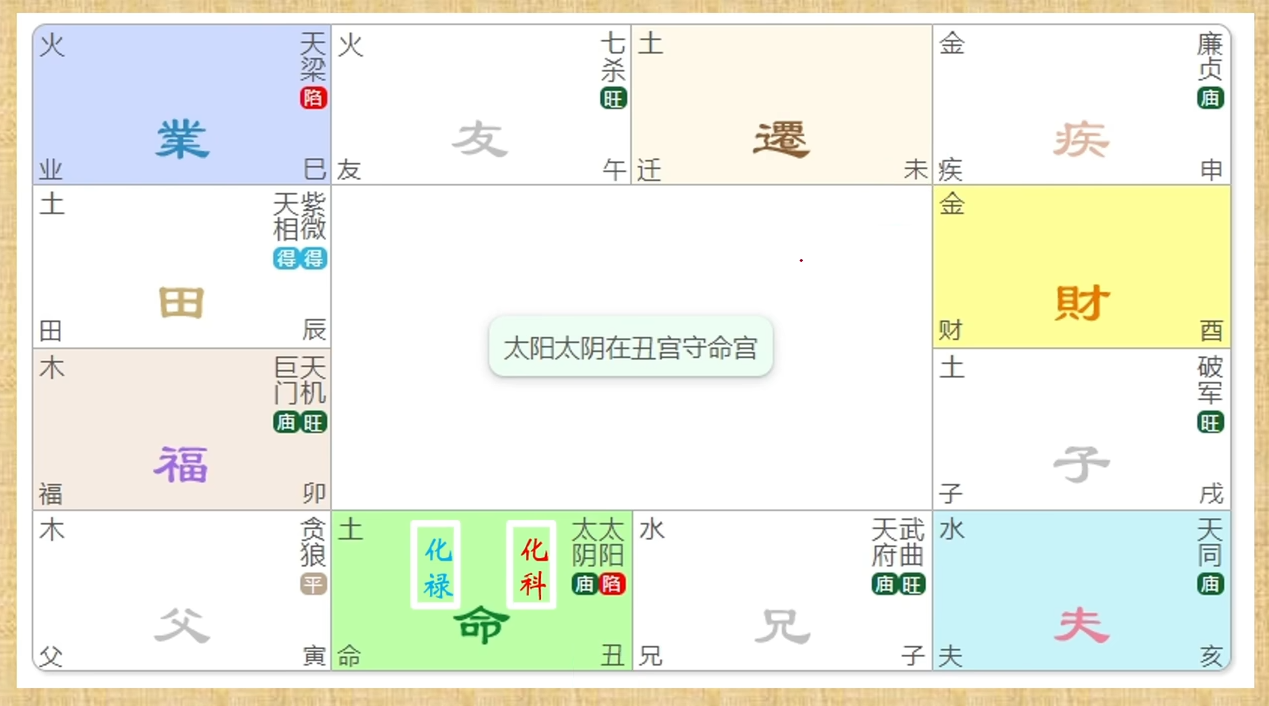 火
天梁
陷
業
业
巳
火
七杀
旺
友
友
午
土
遷
迁
未
金
廉贞
庙
疾
疾
申
土
天相
紫微
得
得
田
田
辰
金
財
财
酉
太阳太阴在丑宫守命宫
木
巨门
天机
庙
旺
福
福
卯
土
破军
旺
子
子
戌
木
贪狼
平
父
父
寅
土
化禄
化科
太阴
太阳
庙
陷
命
命
丑
水
天府
武曲
庙
旺
兄
兄
子
水
天同
庙
夫
夫
亥